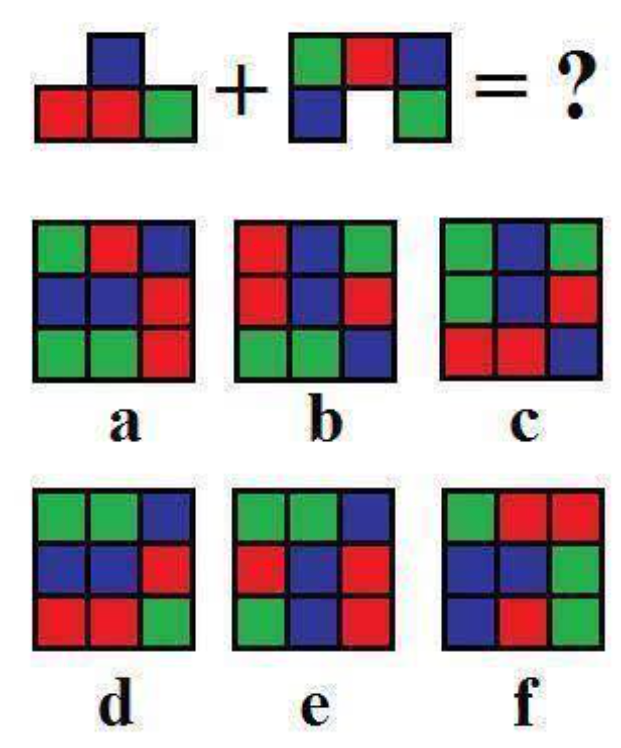 + = ?
a b c
d e f